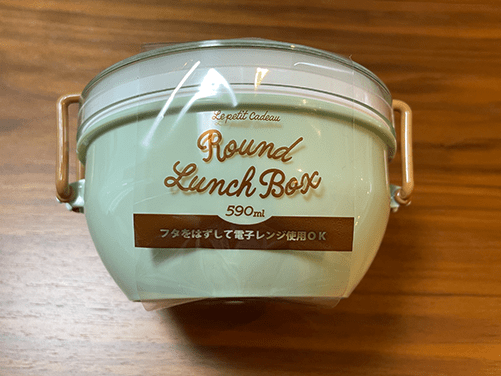 Le petit Cadeau
Round
Lunch Box
590ml
フタをはずして電子レンジ使用OK